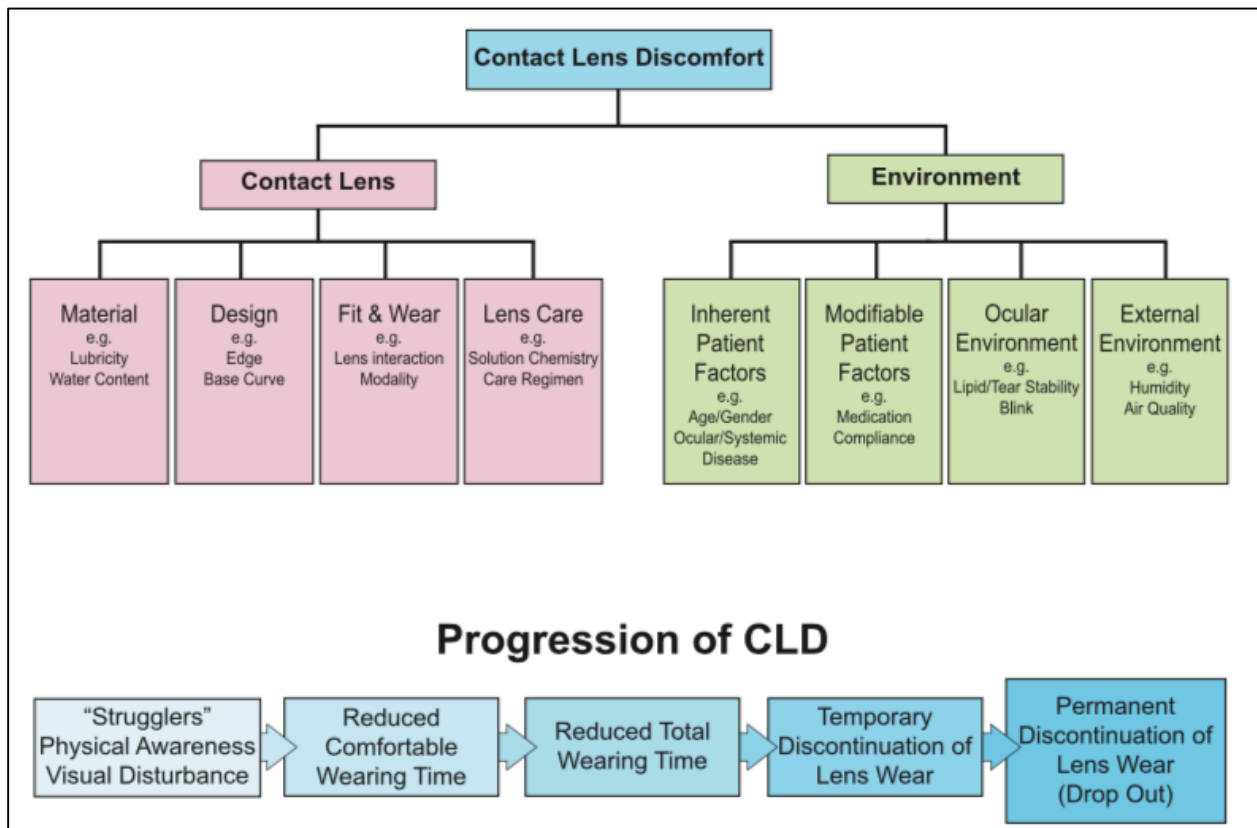 Contact Lens Discomfort
Contact Lens
Environment
Material
e.g.
Lubricity
Water Content
Design
e.g.
Edge
Base Curve
Fit & Wear
e.g.
Lens interaction
Modality
Lens Care
e.g.
Solution Chemistry
Care Regimen
Inherent
Patient
Factors
e.g.
Age/Gender
Ocular/Systemic
Disease
Modifiable
Patient
Factors
e.g.
Medication
Compliance
Ocular
Environment
e.g.
Lipid/Tear Stability
Blink
External
Environment
e.g.
Humidity
Air Quality
Progression of CLD
“Strugglers”
Physical Awareness
Visual Disturbance
Reduced
Comfortable
Wearing Time
Reduced Total
Wearing Time
Temporary
Discontinuation of
Lens Wear
Permanent
Discontinuation of
Lens Wear
(Drop Out)